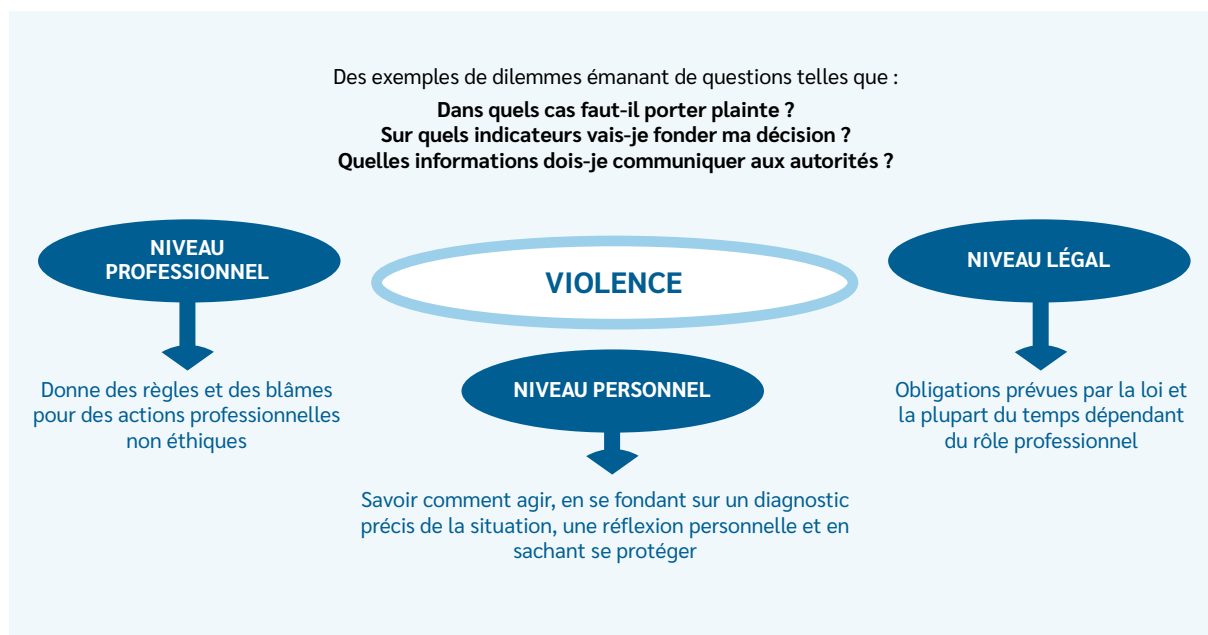 Des exemples de dilemmes émanant de questions telles que :
Dans quels cas faut-il porter plainte ?
Sur quels indicateurs vais-je fonder ma décision ?
Quelles informations dois-je communiquer aux autorités ?
NIVEAU
PROFESSIONNEL
Donne des règles et des blâmes
pour des actions professionnelles
non éthiques
VIOLENCE
NIVEAU PERSONNEL
Savoir comment agir, en se fondant sur un diagnostic
précis de la situation, une réflexion personnelle et en
sachant se protéger
NIVEAU LÉGAL
Obligations prévues par la loi et
la plupart du temps dépendant
du rôle professionnel